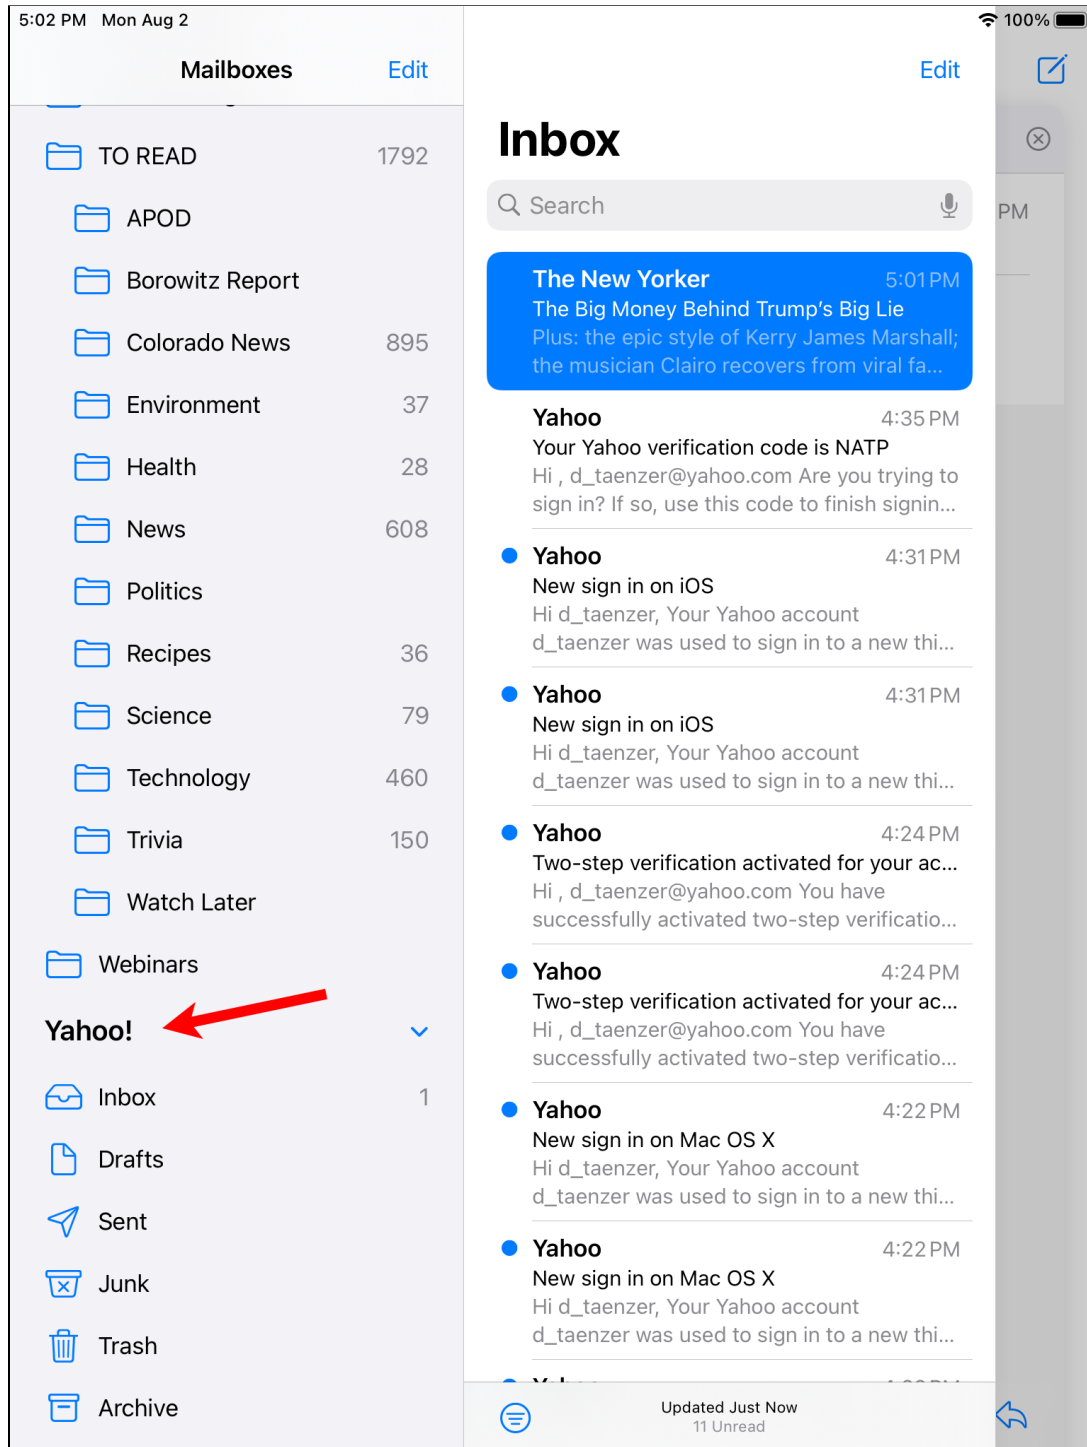 5:02 PM Mon Aug 2
100%
Mailboxes
Edit
TO READ 1792
APOD
Borowitz Report
Colorado News 895
Environment 37
Health 28
News 608
Politics
Recipes 36
Science 79
Technology 460
Trivia 150
Watch Later
Webinars
Yahoo!
Inbox 1
Drafts
Sent
Junk
Trash
Archive
Edit
Inbox
Search
The New Yorker 5:01 PM
The Big Money Behind Trump’s Big Lie
Plus: the epic style of Kerry James Marshall;
the musician Clairo recovers from viral fa...
Yahoo 4:35 PM
Your Yahoo verification code is NATP
Hi , d_taenzer@yahoo.com Are you trying to
sign in? If so, use this code to finish signin...
Yahoo 4:31 PM
New sign in on iOS
Hi d_taenzer, Your Yahoo account
d_taenzer was used to sign in to a new thi...
Yahoo 4:31 PM
New sign in on iOS
Hi d_taenzer, Your Yahoo account
d_taenzer was used to sign in to a new thi...
Yahoo 4:24 PM
Two-step verification activated for your ac...
Hi , d_taenzer@yahoo.com You have
successfully activated two-step verificatio...
Yahoo 4:24 PM
Two-step verification activated for your ac...
Hi , d_taenzer@yahoo.com You have
successfully activated two-step verificatio...
Yahoo 4:22 PM
New sign in on Mac OS X
Hi d_taenzer, Your Yahoo account
d_taenzer was used to sign in to a new thi...
Yahoo 4:22 PM
New sign in on Mac OS X
Hi d_taenzer, Your Yahoo account
d_taenzer was used to sign in to a new thi...
Updated Just Now
11 Unread
PM